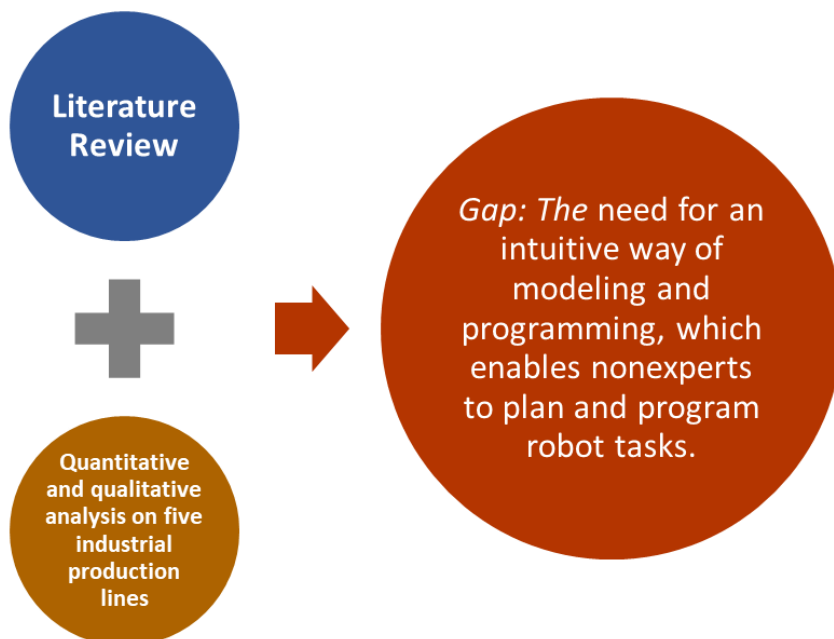 Literature
Review
Quantitative
and qualitative
analysis on five
industrial
production
lines
Gap: The need for an
intuitive way of
modeling and
programming, which
enables nonexperts
to plan and program
robot tasks.